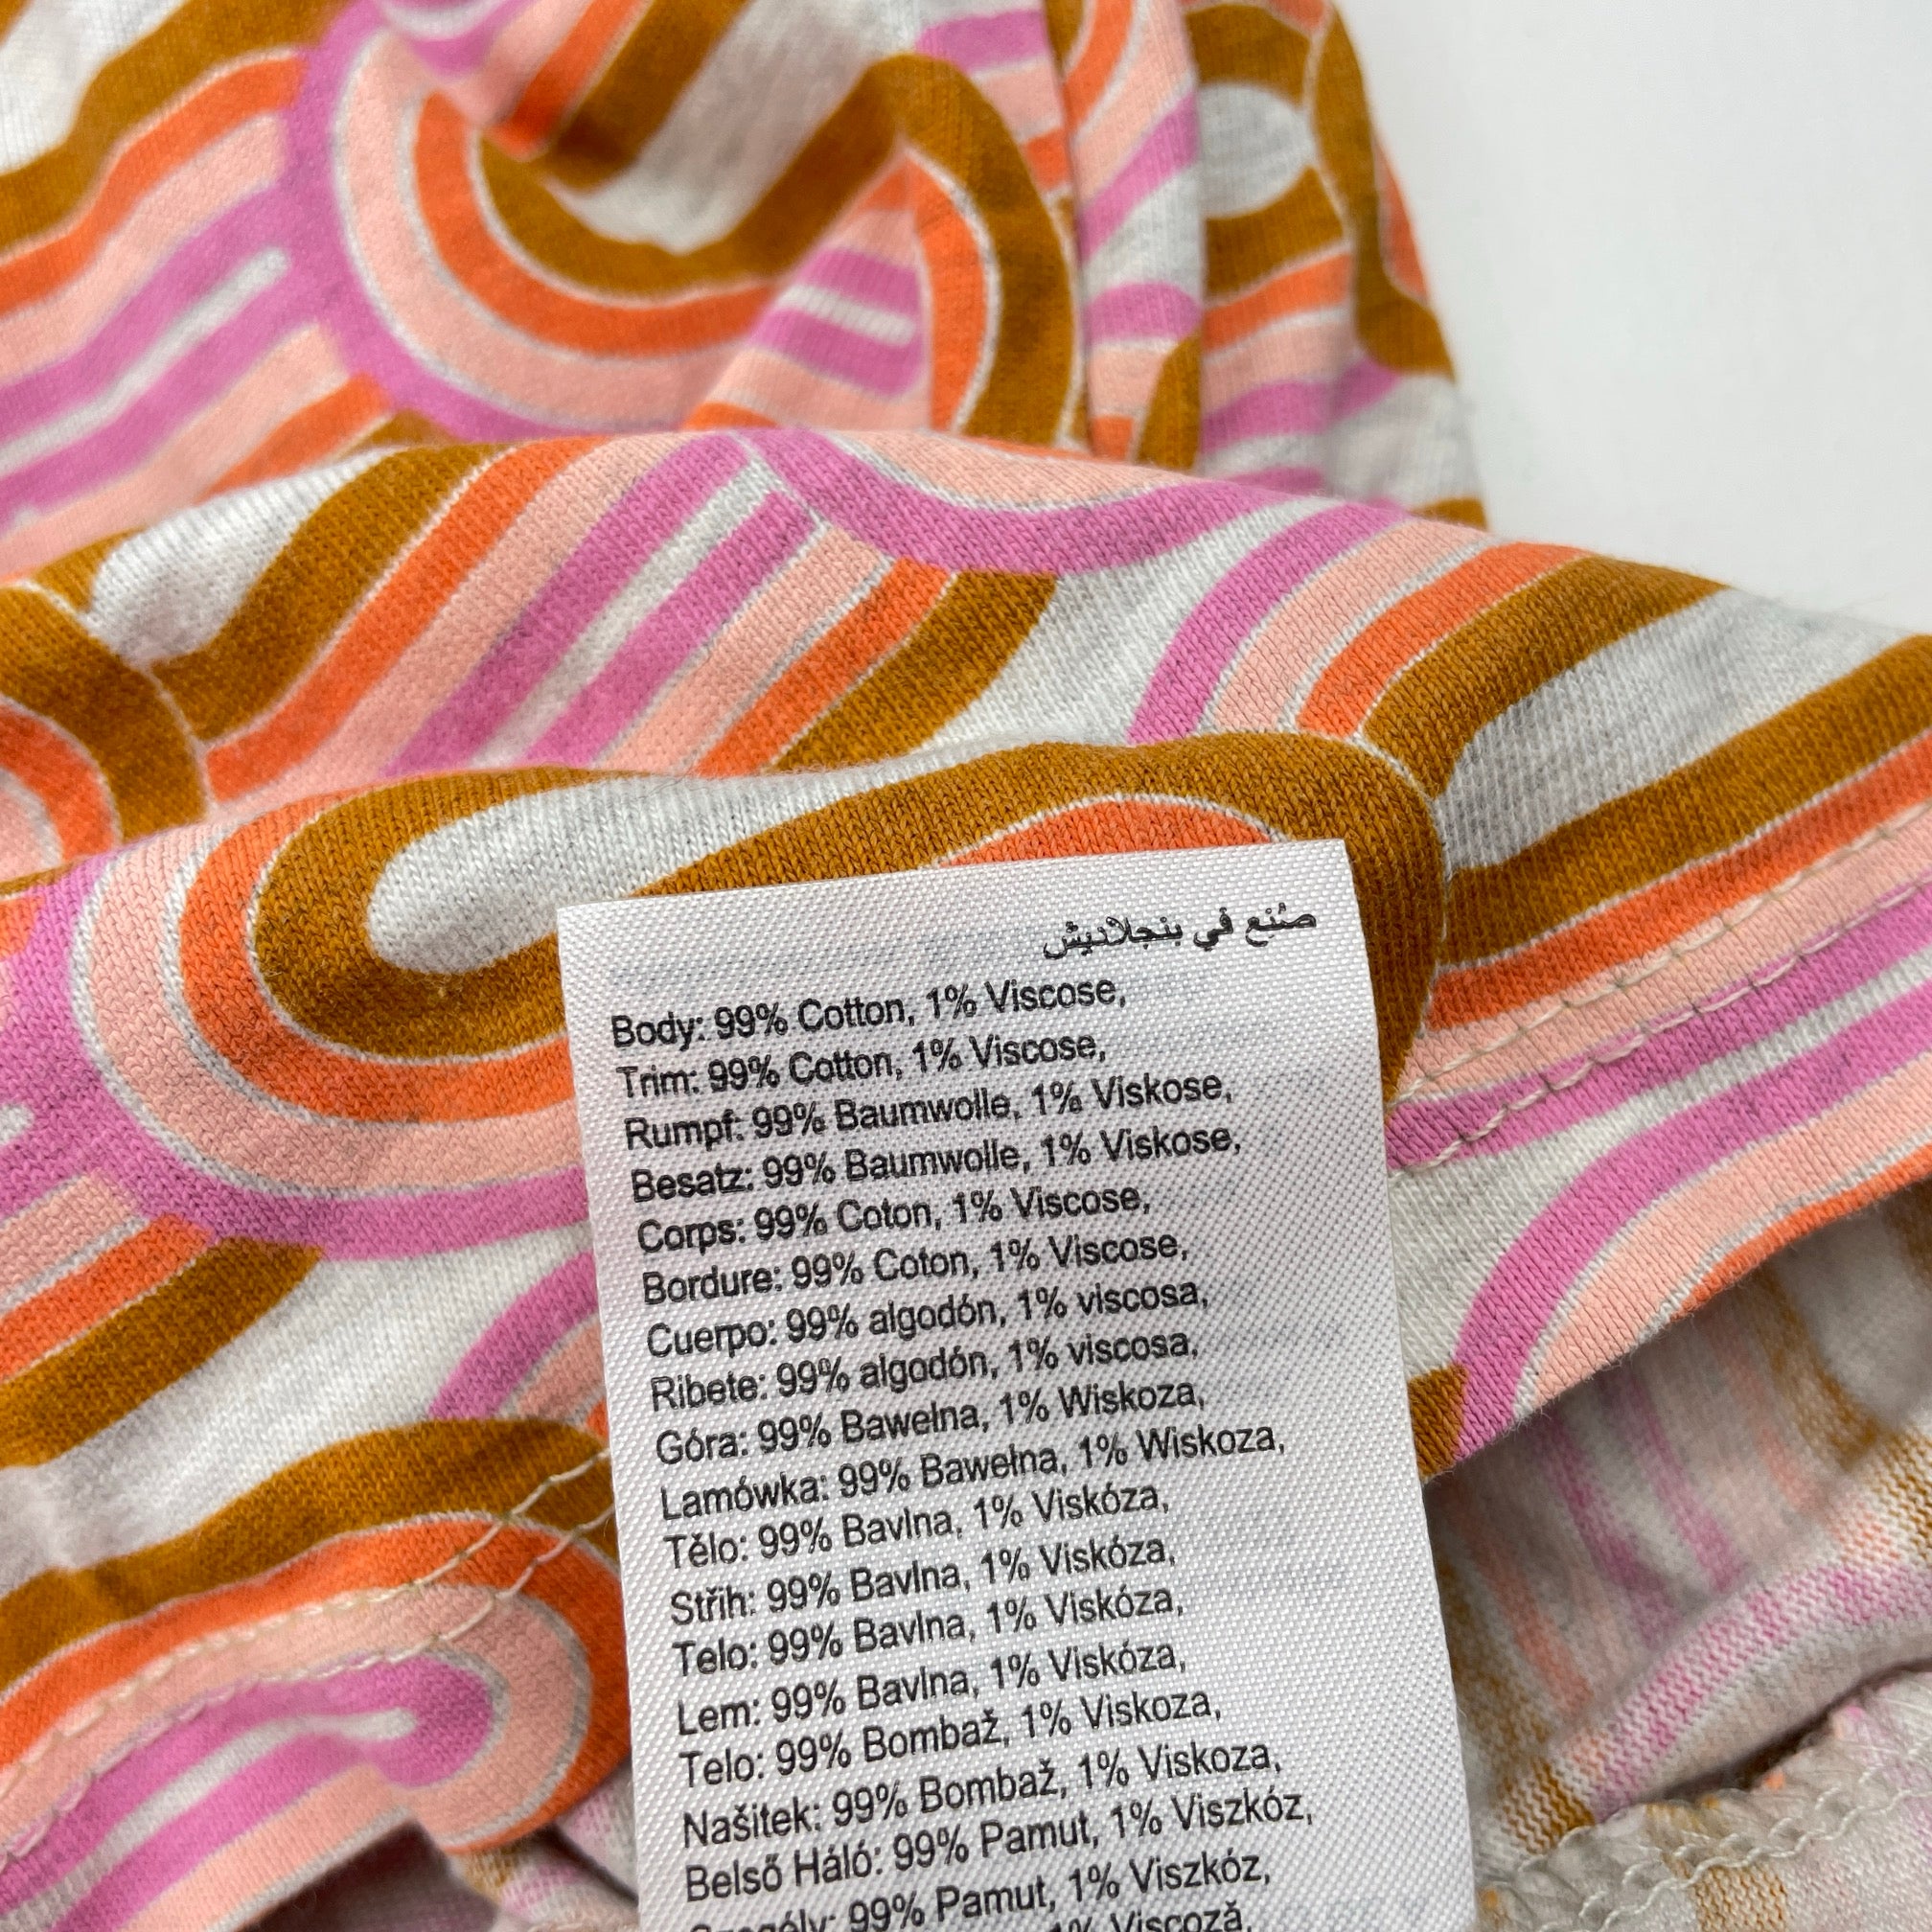 صُنع في بنجلاديش
Body: 99% Cotton, 1% Viscose,
Trim: 99% Cotton, 1% Viscose,
Rumpf: 99% Baumwolle, 1% Viskose,
Besatz: 99% Baumwolle, 1% Viskose,
Corps: 99% Coton, 1% Viscose,
Bordure: 99% Coton, 1% Viscose,
Cuerpo: 99% algodón, 1% viscosa,
Ribete: 99% algodón, 1% viscosa,
Góra: 99% Bawełna, 1% Wiskoza,
Lamówka: 99% Bawełna, 1% Wiskoza,
Tělo: 99% Bavlna, 1% Viskóza,
Střih: 99% Bavlna, 1% Viskóza,
Telo: 99% Bavlna, 1% Viskóza,
Lem: 99% Bavlna, 1% Viskóza,
Telo: 99% Bombaž, 1% Viskoza,
Našitek: 99% Bombaž, 1% Viskoza,
Belső Háló: 99% Pamut, 1% Viszkóz,
99% Pamut, 1% Viszkóz,
1% Viscoză,